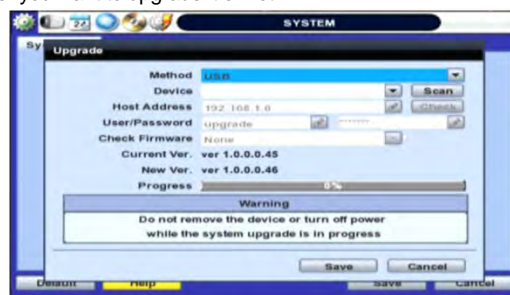 SYSTEM
Upgrade
Method USB
Device Scan
Host Address 192.168.1.0 Check
User/Password upgrade
Check Firmware None
Current Ver. ver 1.0.0.0.45
New Ver. ver 1.0.0.0.46
Progress 0%
Warning
Do not remove the device or turn off power
while the system upgrade is in progress
Save Cancel
Default Help Save Cancel